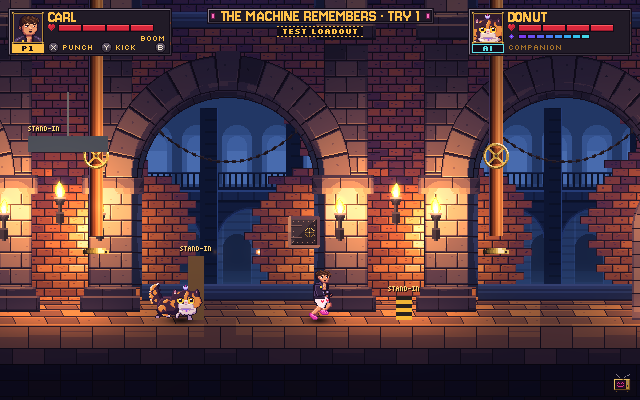 CARL
BOOM
P1
X PUNCH Y KICK B
THE MACHINE REMEMBERS · TRY 1
TEST LOADOUT
DONUT
AI
COMPANION
STAND-IN
STAND-IN
STAND-IN